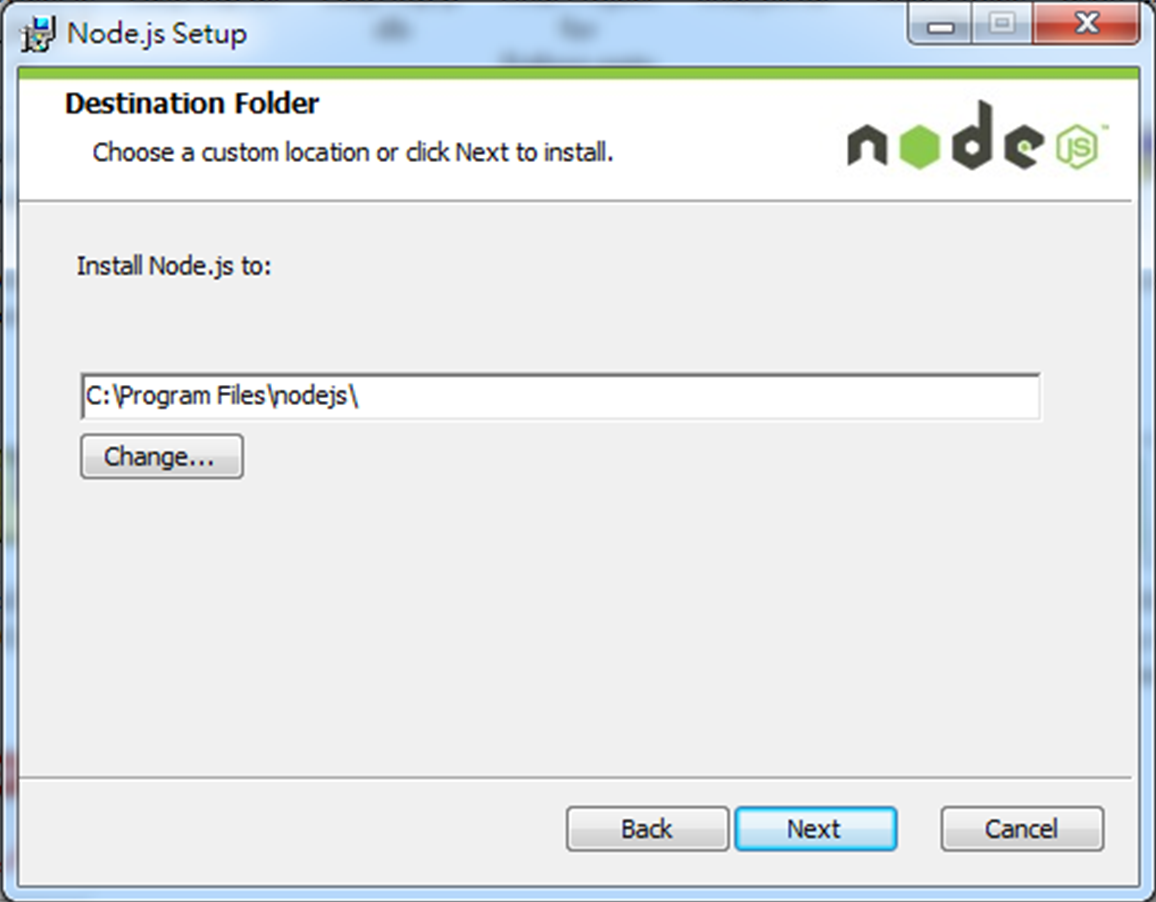 Node.js Setup
Destination Folder
Choose a custom location or click Next to install.
node JS™
Install Node.js to:
C:\Program Files\nodejs\
Change...
Back
Next
Cancel